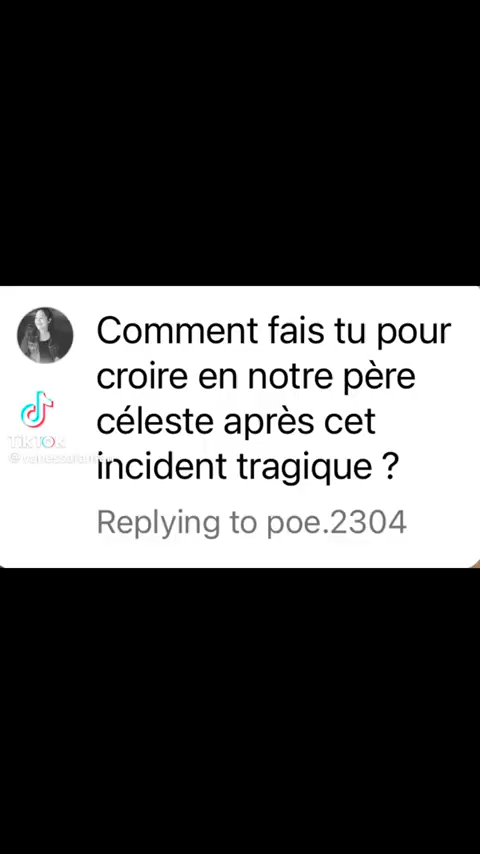 Comment fais tu pour
croire en notre père
céleste après cet
incident tragique ?
Replying to poe.2304
TikTok